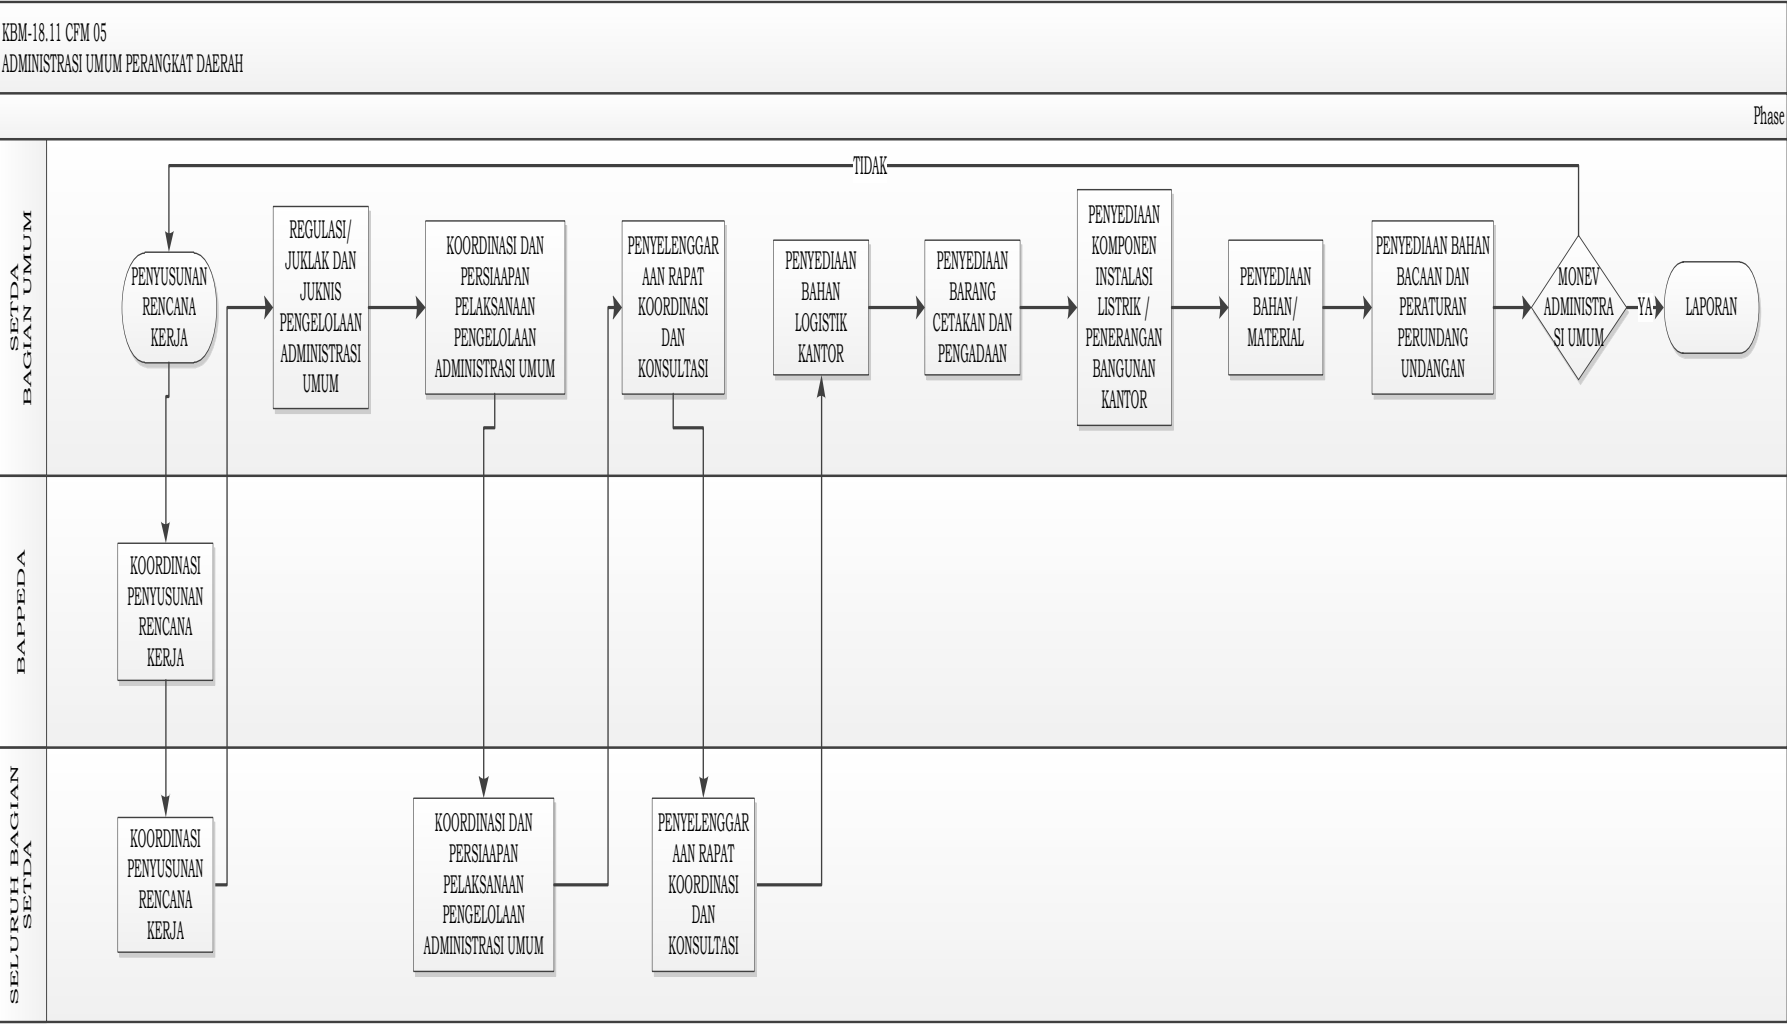 KBM-18.11 CFM 05
ADMINISTRASI UMUM PERANGKAT DAERAH
Phase
SETDA
BAGIAN UMUM
TIDAK
PENYUSUNAN
RENCANA
KERJA
REGULASI/
JUKLAK DAN
JUKNIS
PENGELOLAAN
ADMINISTRASI
UMUM
KOORDINASI DAN
PERSIAAPAN
PELAKSANAAN
PENGELOLAAN
ADMINISTRASI UMUM
PENYELENGGAR
AAN RAPAT
KOORDINASI
DAN
KONSULTASI
PENYEDIAAN
BAHAN
LOGISTIK
KANTOR
PENYEDIAAN
BARANG
CETAKAN DAN
PENGADAAN
PENYEDIAAN
KOMPONEN
INSTALASI
LISTRIK /
PENERANGAN
BANGUNAN
KANTOR
PENYEDIAAN
BAHAN/
MATERIAL
PENYEDIAAN BAHAN
BACAAN DAN
PERATURAN
PERUNDANG
UNDANGAN
MONEV
ADMINISTRA
SI UMUM
YA
LAPORAN
BAPPEDA
KOORDINASI
PENYUSUNAN
RENCANA
KERJA
SELURUH BAGIAN
SETDA
KOORDINASI
PENYUSUNAN
RENCANA
KERJA
KOORDINASI DAN
PERSIAAPAN
PELAKSANAAN
PENGELOLAAN
ADMINISTRASI UMUM
PENYELENGGAR
AAN RAPAT
KOORDINASI
DAN
KONSULTASI